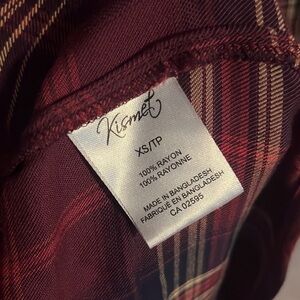 Kismet
XS/TP
100% RAYON
100% RAYONNE
MADE IN BANGLADESH
FABRIQUÉ EN BANGLADESH
CA 02595